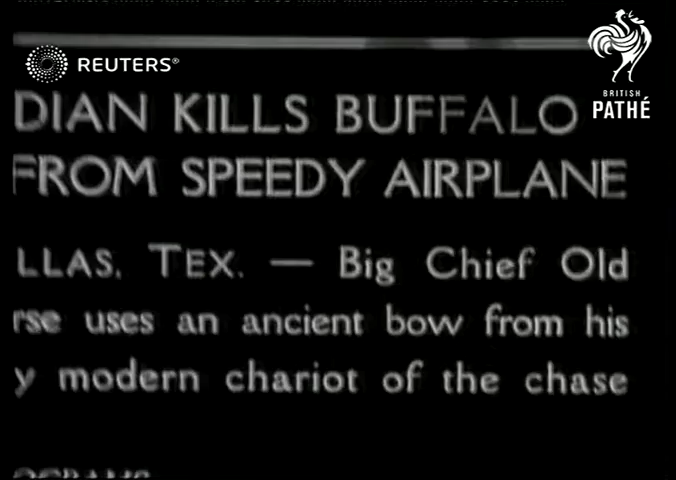 REUTERS®
BRITISH
PATHÉ
DIAN KILLS BUFFALO
FROM SPEEDY AIRPLANE
LLAS, TEX. — Big Chief Old
rse uses an ancient bow from his
y modern chariot of the chase